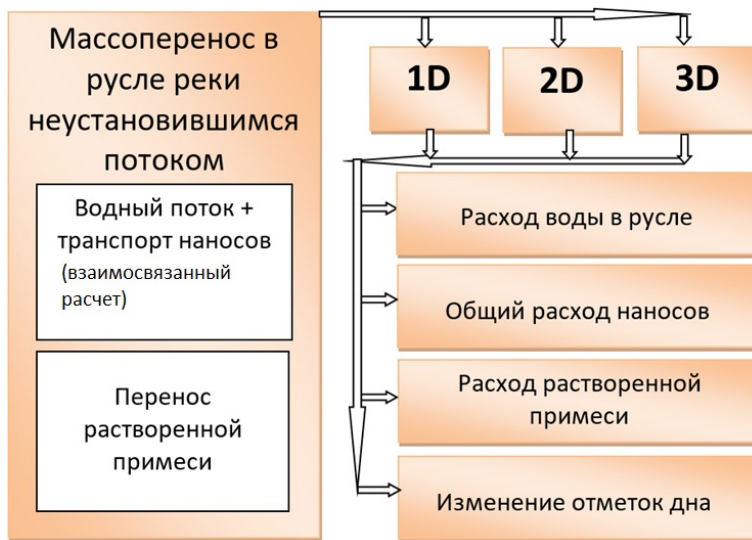 Массоперенос в
русле реки
неустановившимся
потоком
Водный поток +
транспорт наносов
(взаимосвязанный
расчет)
Перенос
растворенной
примеси
1D
2D
3D
Расход воды в русле
Общий расход наносов
Расход растворенной
примеси
Изменение отметок дна